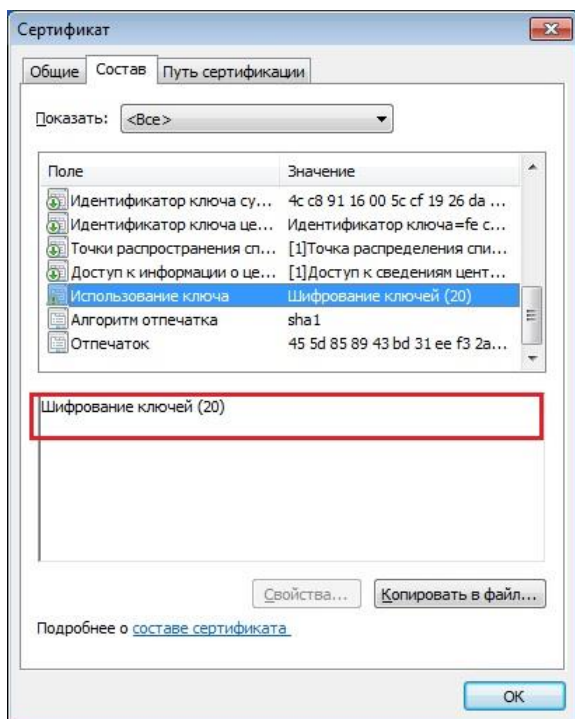 Сертификат
Общие Состав Путь сертификации
Показать: <Все>
Поле Значение
Идентификатор ключа су... 4c c8 91 16 00 5c cf 19 26 da ...
Идентификатор ключа це... Идентификатор ключа=fe c...
Точки распространения сп... [1]Точка распределения спи...
Доступ к информации о це... [1]Доступ к сведениям цент...
Использование ключа Шифрование ключей (20)
Алгоритм отпечатка sha1
Отпечаток 45 5d 85 89 43 bd 31 ee f3 2a...
Шифрование ключей (20)
Свойства... Копировать в файл...
Подробнее о составе сертификата
ОК